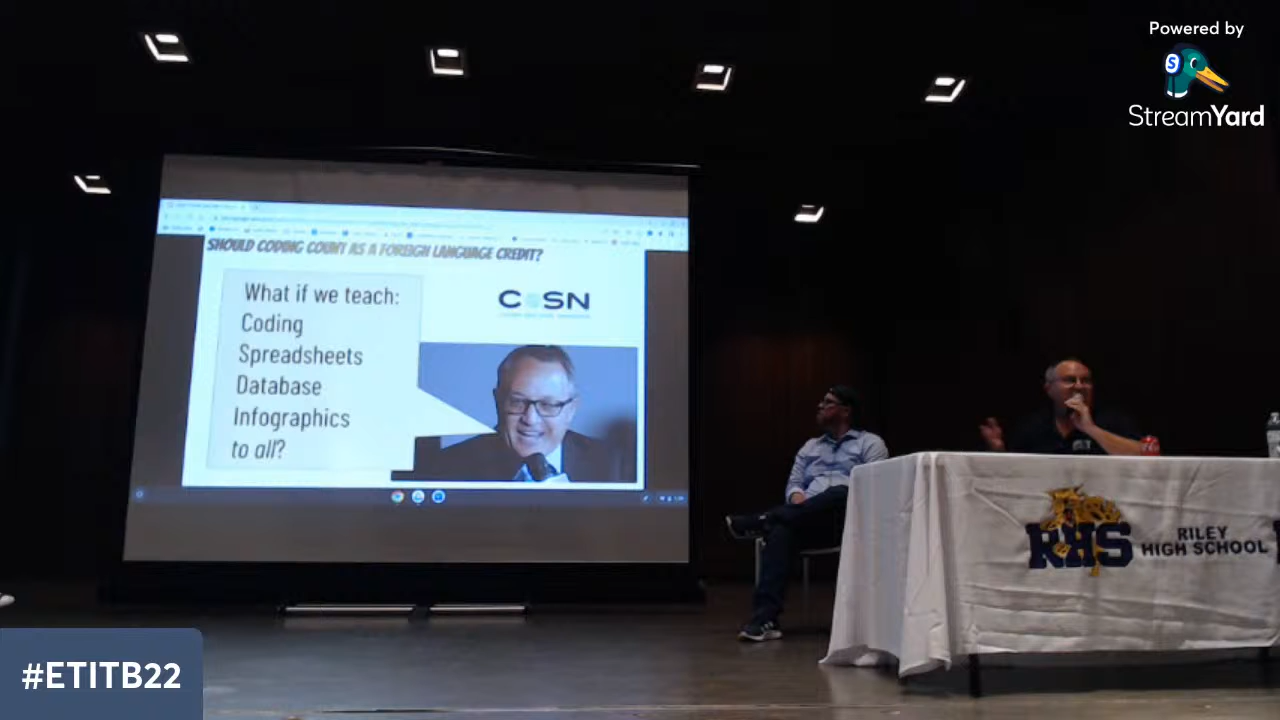 Powered by
StreamYard
SHOULD CODING COUNT AS A FOREIGN LANGUAGE CREDIT?
What if we teach:
Coding
Spreadsheets
Database
Infographics
to all?
COSN
RHS
RILEY
HIGH SCHOOL
#ETITB22